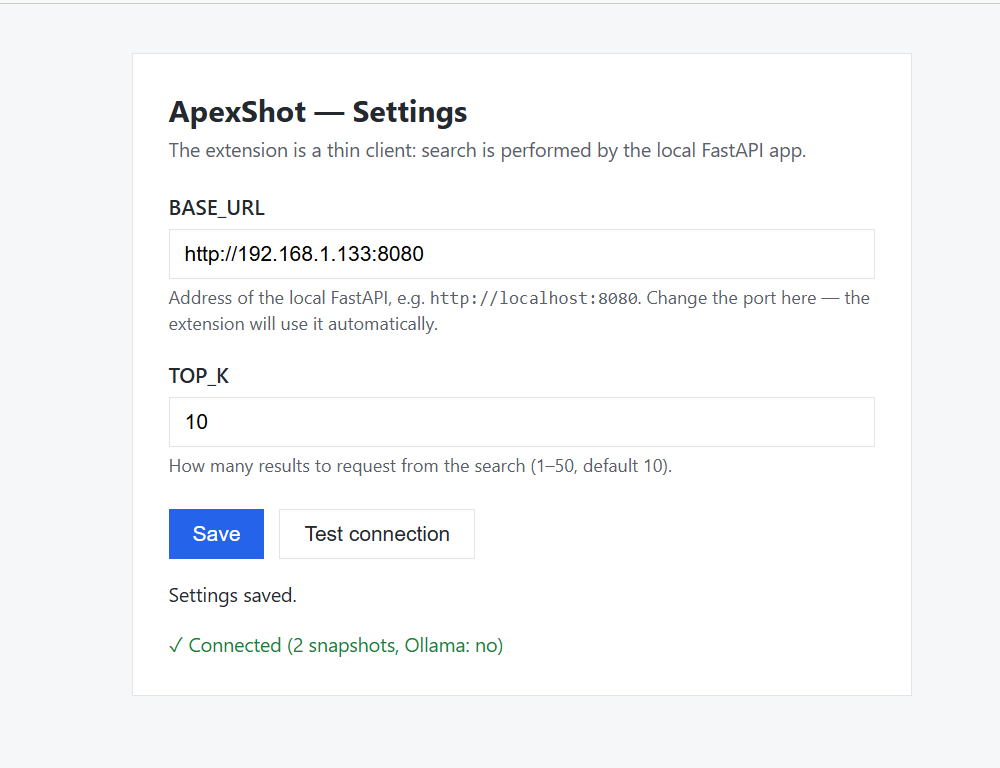 ApexShot — Settings
The extension is a thin client: search is performed by the local FastAPI app.
BASE_URL
http://192.168.1.133:8080
Address of the local FastAPI, e.g. http://localhost:8080. Change the port here — the
extension will use it automatically.
TOP_K
10
How many results to request from the search (1–50, default 10).
Save
Test connection
Settings saved.
✓ Connected (2 snapshots, Ollama: no)